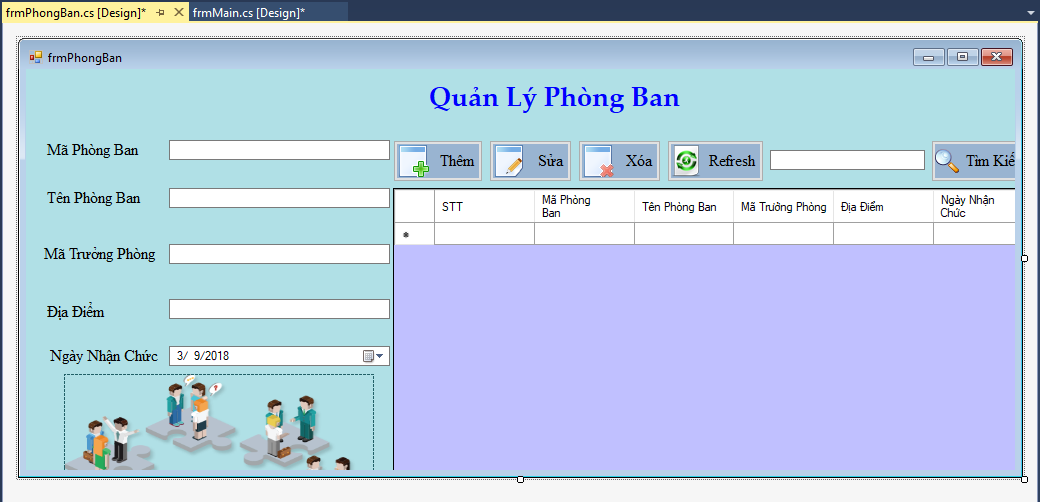 frmPhongBan.cs [Design]* frmMain.cs [Design]*
frmPhongBan
Quản Lý Phòng Ban
Mã Phòng Ban
Thêm Sửa Xóa Refresh Tìm Kiế
Tên Phòng Ban
STT Mã Phòng Ban Tên Phòng Ban Mã Trưởng Phòng Địa Điểm Ngày Nhận Chức
Mã Trưởng Phòng
Địa Điểm
Ngày Nhận Chức 3/ 9/2018